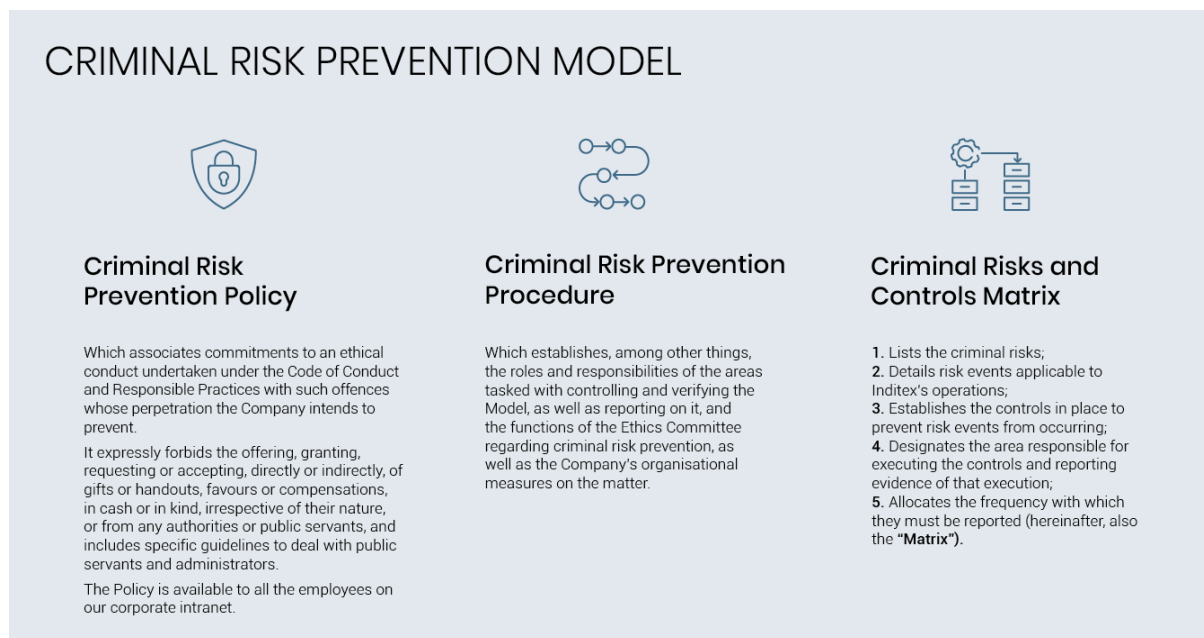 CRIMINAL RISK PREVENTION MODEL
Criminal Risk
Prevention Policy
Which associates commitments to an ethical
conduct undertaken under the Code of Conduct
and Responsible Practices with such offences
whose perpetration the Company intends to
prevent.
It expressly forbids the offering, granting,
requesting or accepting, directly or indirectly, of
gifts or handouts, favours or compensations,
in cash or in kind, irrespective of their nature,
or from any authorities or public servants, and
includes specific guidelines to deal with public
servants and administrators.
The Policy is available to all the employees on
our corporate intranet.
Criminal Risk Prevention
Procedure
Which establishes, among other things,
the roles and responsibilities of the areas
tasked with controlling and verifying the
Model, as well as reporting on it, and
the functions of the Ethics Committee
regarding criminal risk prevention, as
well as the Company's organisational
measures on the matter.
Criminal Risks and
Controls Matrix
1. Lists the criminal risks;
2. Details risk events applicable to
Inditex's operations;
3. Establishes the controls in place to
prevent risk events from occurring;
4. Designates the area responsible for
executing the controls and reporting
evidence of that execution;
5. Allocates the frequency with which
they must be reported (hereinafter, also
the "Matrix").